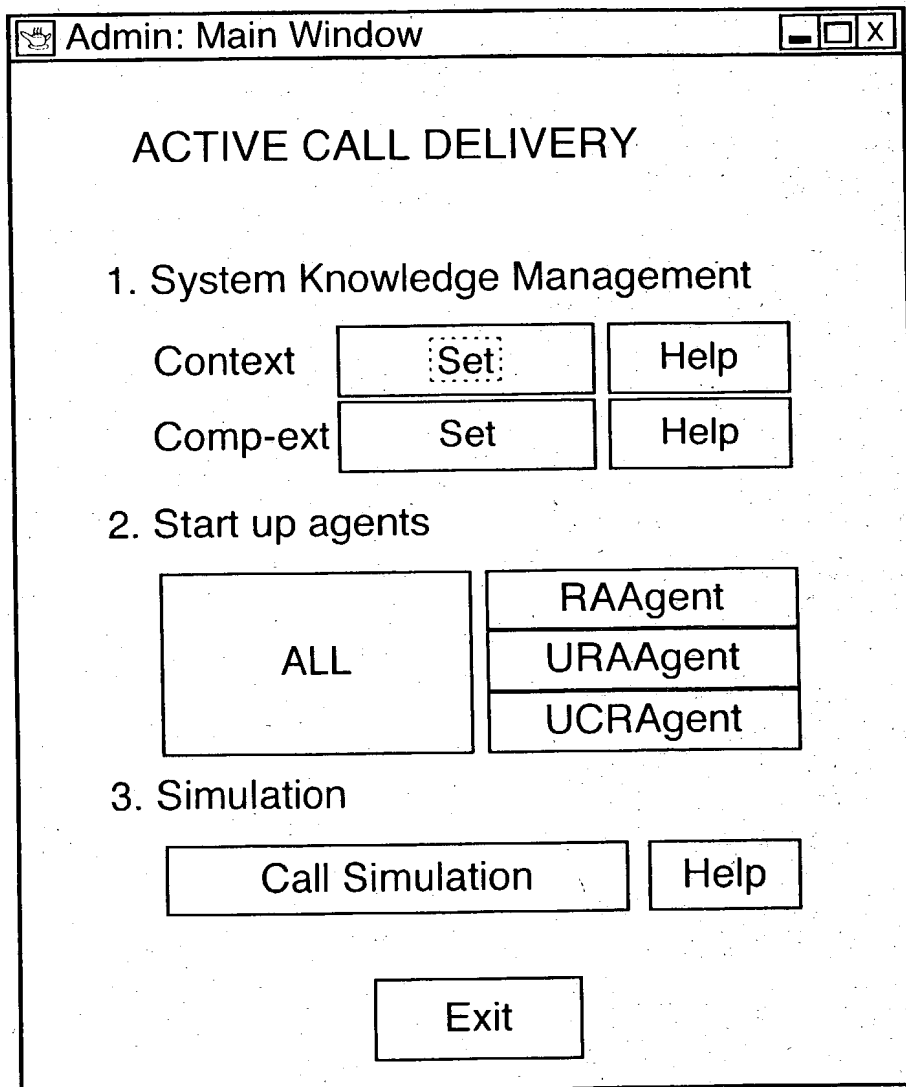 Admin: Main Window X
ACTIVE CALL DELIVERY
1. System Knowledge Management
Context Set Help
Comp-ext Set Help
2. Start up agents
ALL
RAAgent
URAAgent
UCRAgent
3. Simulation
Call Simulation Help
Exit